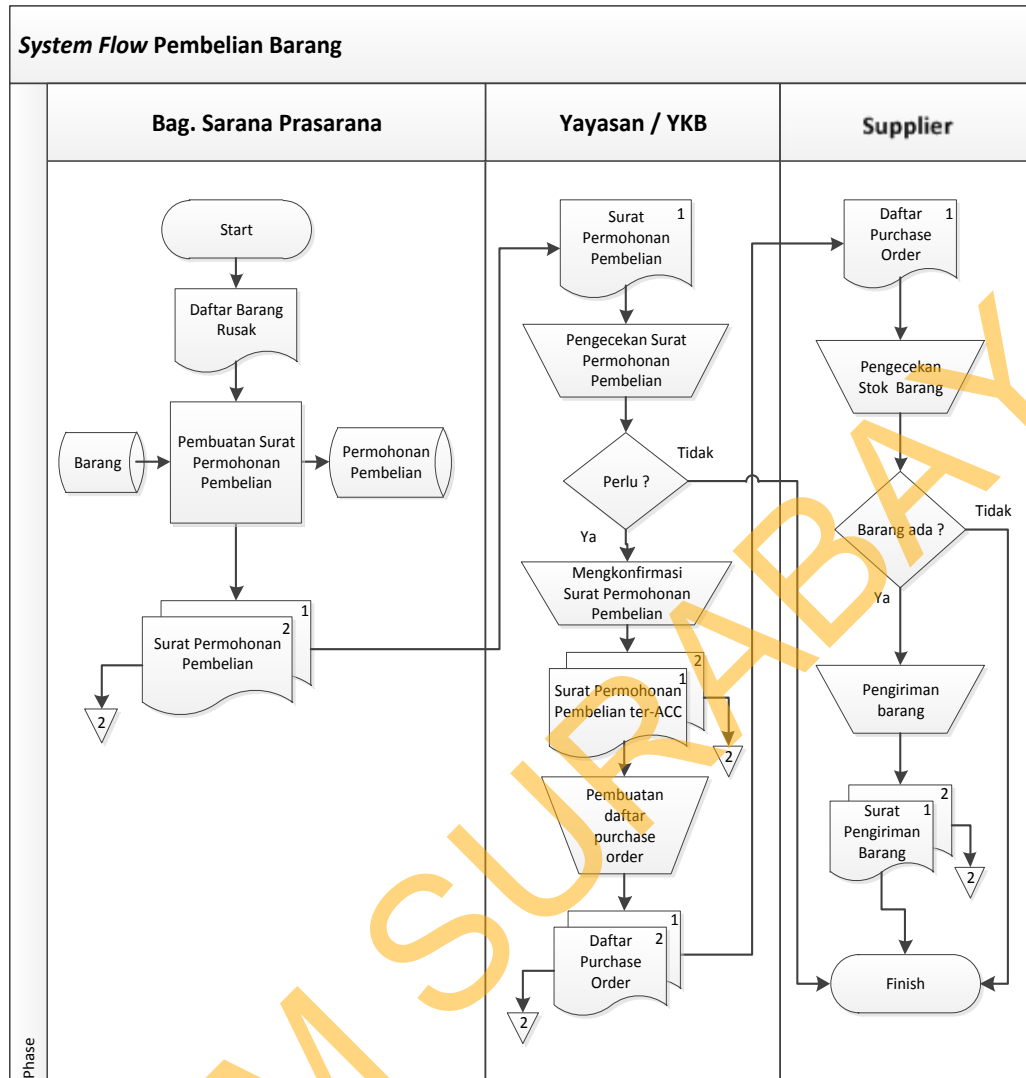 System Flow Pembelian Barang
Bag. Sarana Prasarana
Yayasan / YKB
Supplier
Phase
Start
Daftar Barang
Rusak
Barang
Pembuatan Surat
Permohonan
Pembelian
Permohonan
Pembelian
1
2
Surat Permohonan
Pembelian
2
Surat
1
Permohonan
Pembelian
Pengecekan Surat
Permohonan
Pembelian
Perlu ?
Tidak
Ya
Mengkonfirmasi
Surat Permohonan
Pembelian
2
1
Surat Permohonan
Pembelian ter-ACC
2
Pembuatan
daftar
purchase
order
1
2
Daftar
Purchase
Order
2
Daftar
1
Purchase
Order
Pengecekan
Stok Barang
Barang ada ?
Tidak
Ya
Pengiriman
barang
2
1
Surat
Pengiriman
Barang
2
Finish
M SURABAY